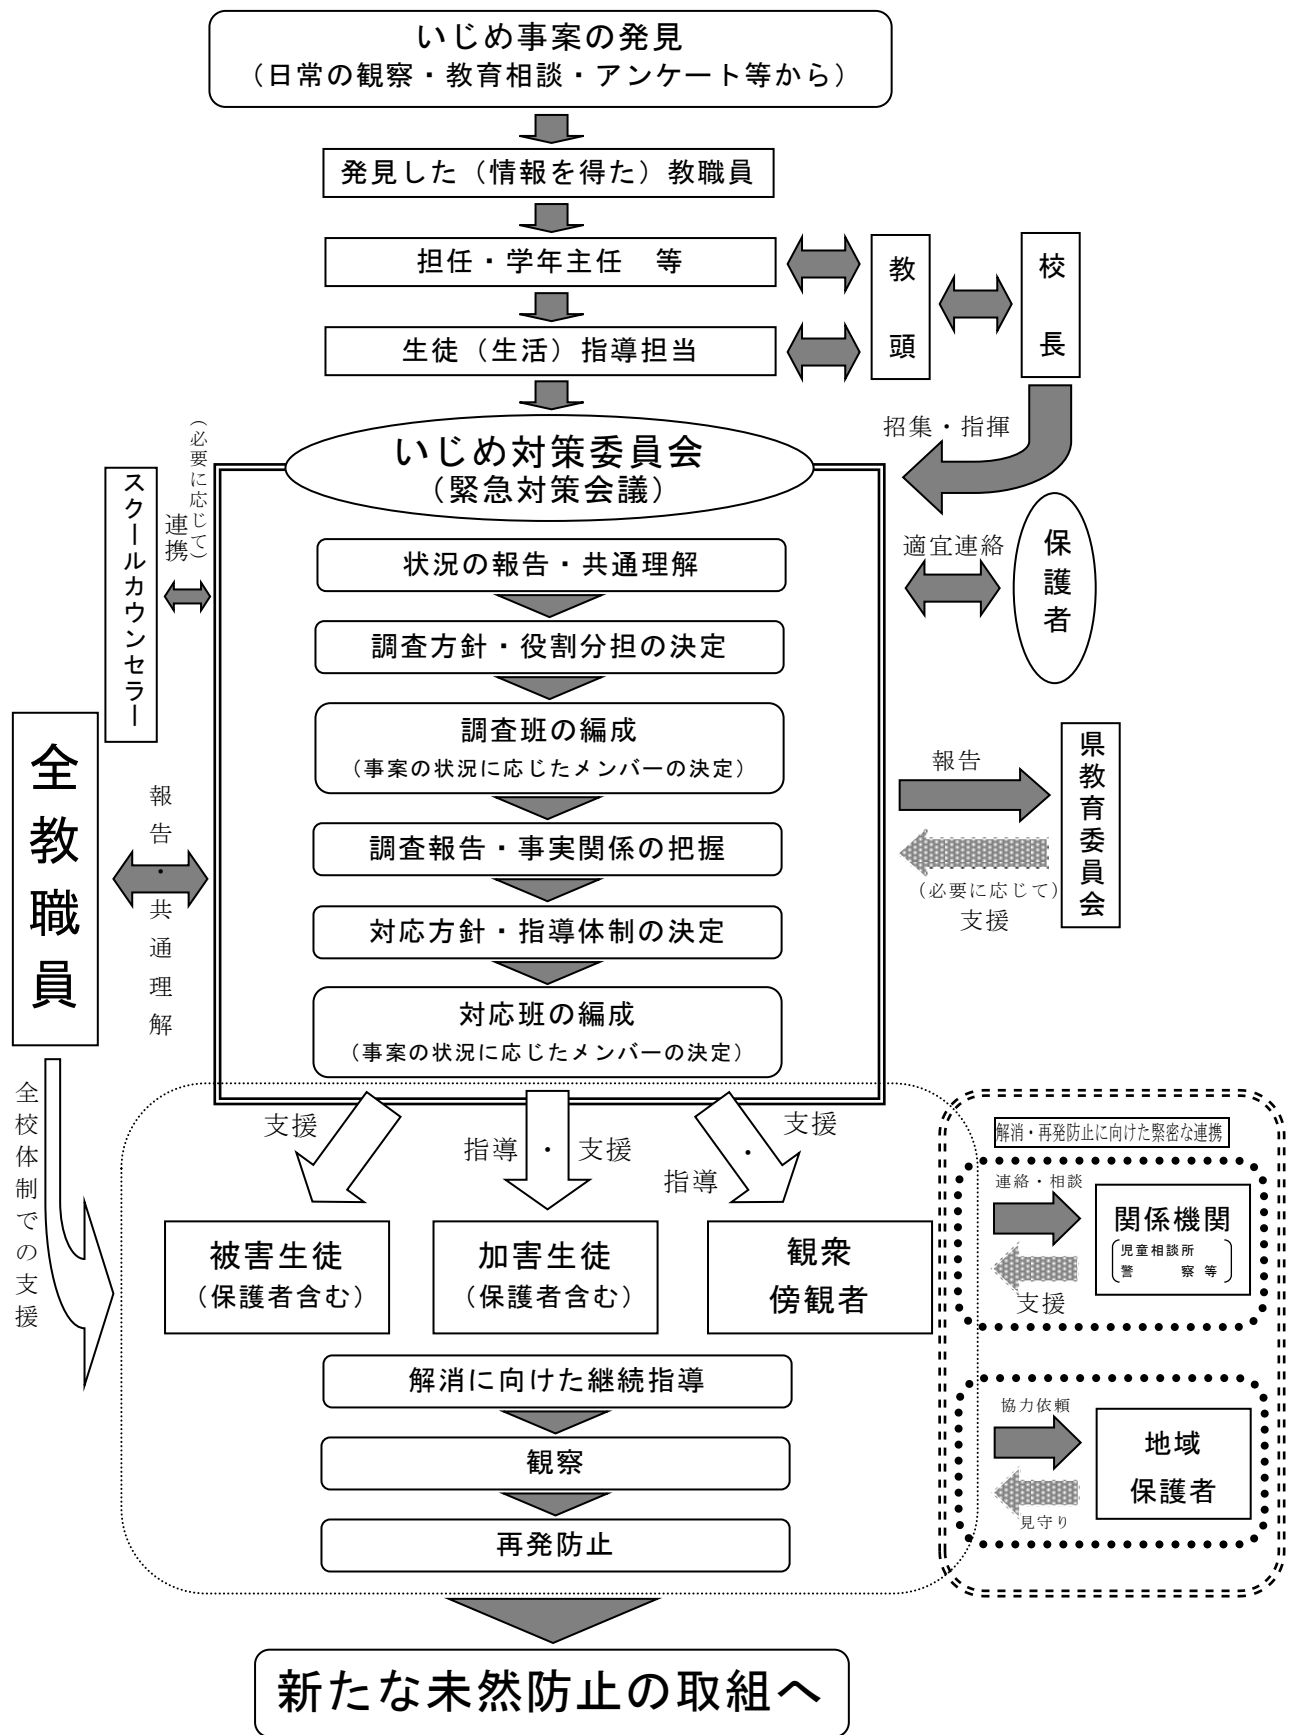 いじめ事案の発見
（日常の観察・教育相談・アンケート等から）
発見した（情報を得た）教職員
担任・学年主任　等
教頭
校長
生徒（生活）指導担当
招集・指揮
いじめ対策委員会
（緊急対策会議）
（必要に応じて）
連携
スクールカウンセラー
適宜連絡
保護者
状況の報告・共通理解
調査方針・役割分担の決定
調査班の編成
（事案の状況に応じたメンバーの決定）
調査報告・事実関係の把握
対応方針・指導体制の決定
対応班の編成
（事案の状況に応じたメンバーの決定）
報告
（必要に応じて）
支援
県教育委員会
全教職員
報告・共通理解
全校体制での支援
支援
指導・支援
指導・支援
被害生徒
（保護者含む）
加害生徒
（保護者含む）
観衆
傍観者
解消に向けた継続指導
観察
再発防止
解消・再発防止に向けた緊密な連携
連絡・相談
支援
関係機関
児童相談所
警　察等
協力依頼
見守り
地域
保護者
新たな未然防止の取組へ